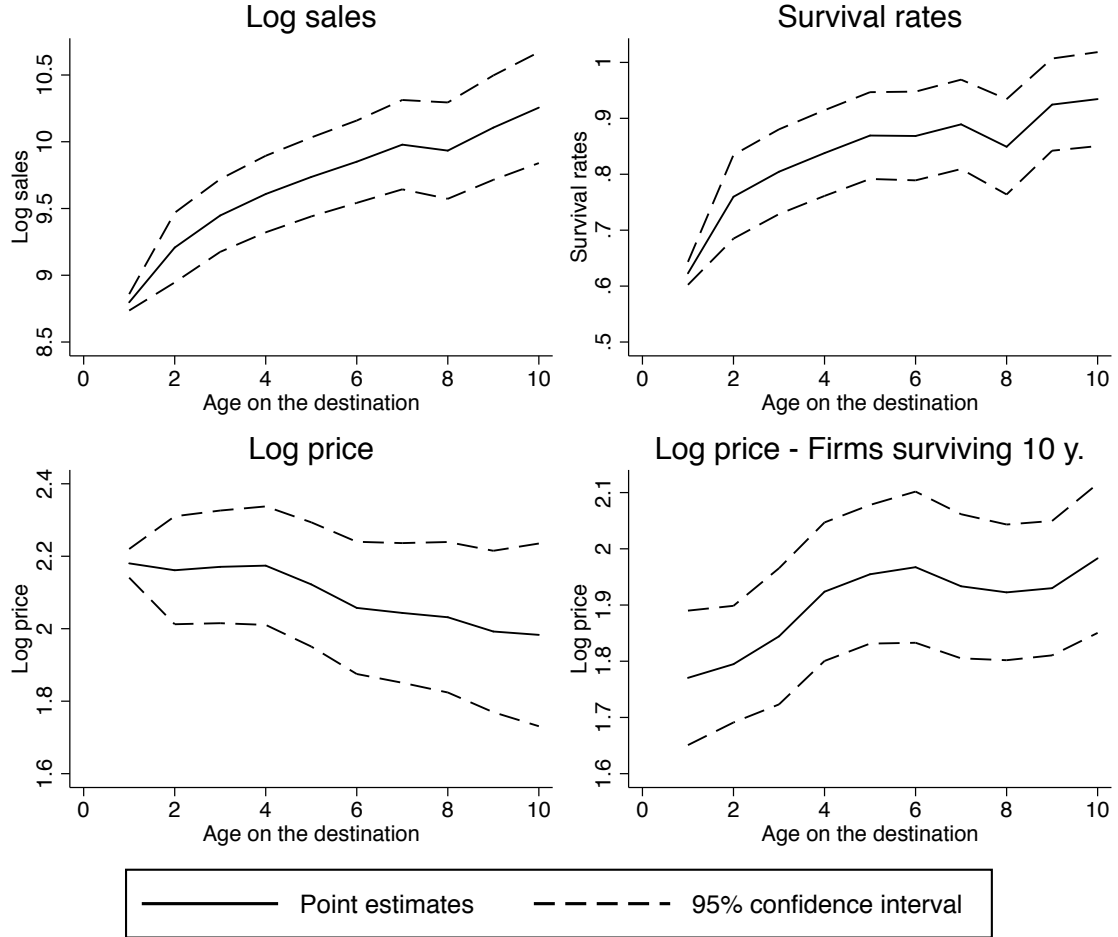 Log sales
Log sales
10.5
10
9.5
9
8.5
0 2 4 6 8 10
Age on the destination
Survival rates
Survival rates
1
.9
.8
.7
.6
.5
0 2 4 6 8 10
Age on the destination
Log price
Log price
2.4
2.2
2
1.8
1.6
0 2 4 6 8 10
Age on the destination
Log price - Firms surviving 10 y.
Log price
2.1
2
1.9
1.8
1.7
1.6
0 2 4 6 8 10
Age on the destination
Point estimates
95% confidence interval